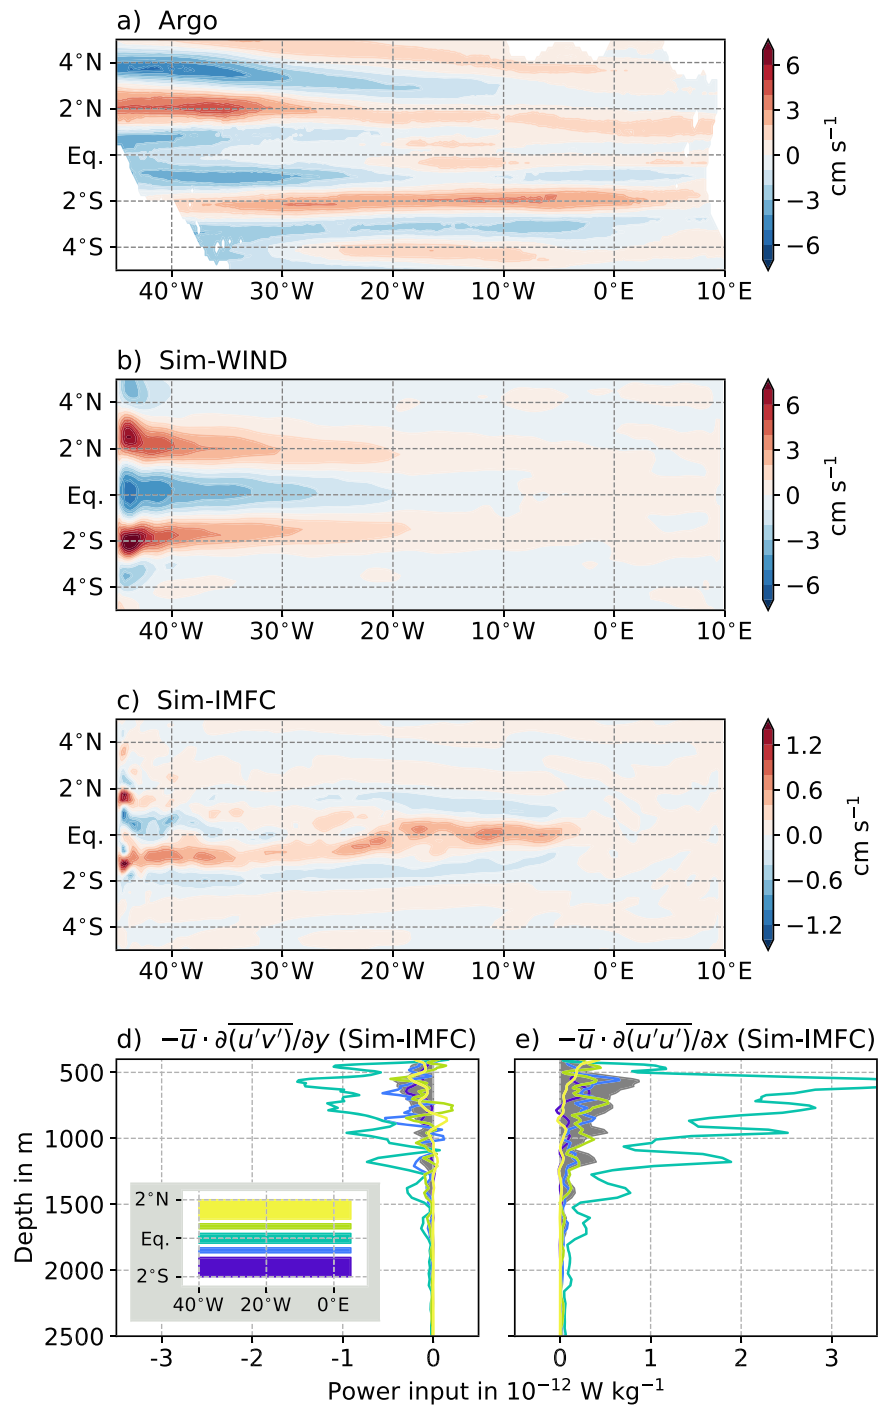 a) Argo
4°N
2°N
Eq.
2°S
4°S
40°W 30°W 20°W 10°W 0°E 10°E
6
3
0
−3
−6
cm s⁻¹
b) Sim-WIND
4°N
2°N
Eq.
2°S
4°S
40°W 30°W 20°W 10°W 0°E 10°E
6
3
0
−3
−6
cm s⁻¹
c) Sim-IMFC
4°N
2°N
Eq.
2°S
4°S
40°W 30°W 20°W 10°W 0°E 10°E
1.2
0.6
0.0
−0.6
−1.2
cm s⁻¹
d) −u̅ · ∂(u′v′)̅/∂y (Sim-IMFC)
500
1000
1500
2000
2500
Depth in m
2°N
Eq.
2°S
40°W 20°W 0°E
-3 -2 -1 0
e) −u̅ · ∂(u′u′)̅/∂x (Sim-IMFC)
0 1 2 3
Power input in 10⁻¹² W kg⁻¹